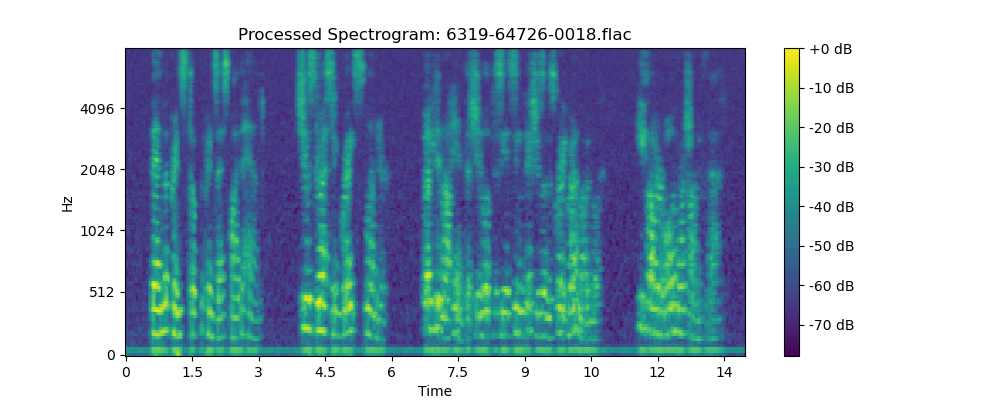 Processed Spectrogram: 6319-64726-0018.flac
+0 dB
4096
-10 dB
-20 dB
2048
-30 dB
Hz
1024
-40 dB
-50 dB
512
-60 dB
-70 dB
0
0 1.5 3 4.5 6 7.5 9 10 12 14
Time